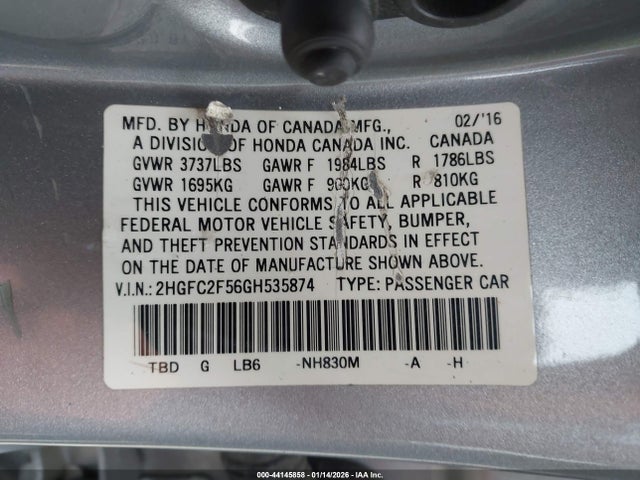 MFD. BY HONDA OF CANADA MFG., 02/'16
A DIVISION OF HONDA CANADA INC. CANADA
GVWR 3737LBS GAWR F 1984LBS R 1786LBS
GVWR 1695KG GAWR F 900KG R 810KG
THIS VEHICLE CONFORMS TO ALL APPLICABLE
FEDERAL MOTOR VEHICLE SAFETY, BUMPER,
AND THEFT PREVENTION STANDARDS IN EFFECT
ON THE DATE OF MANUFACTURE SHOWN ABOVE.
V.I.N.: 2HGFC2F56GH535874 TYPE: PASSENGER CAR
TBD G LB6 -NH830M -A -H
000-44145858 | 01/14/2026 | IAA Inc.